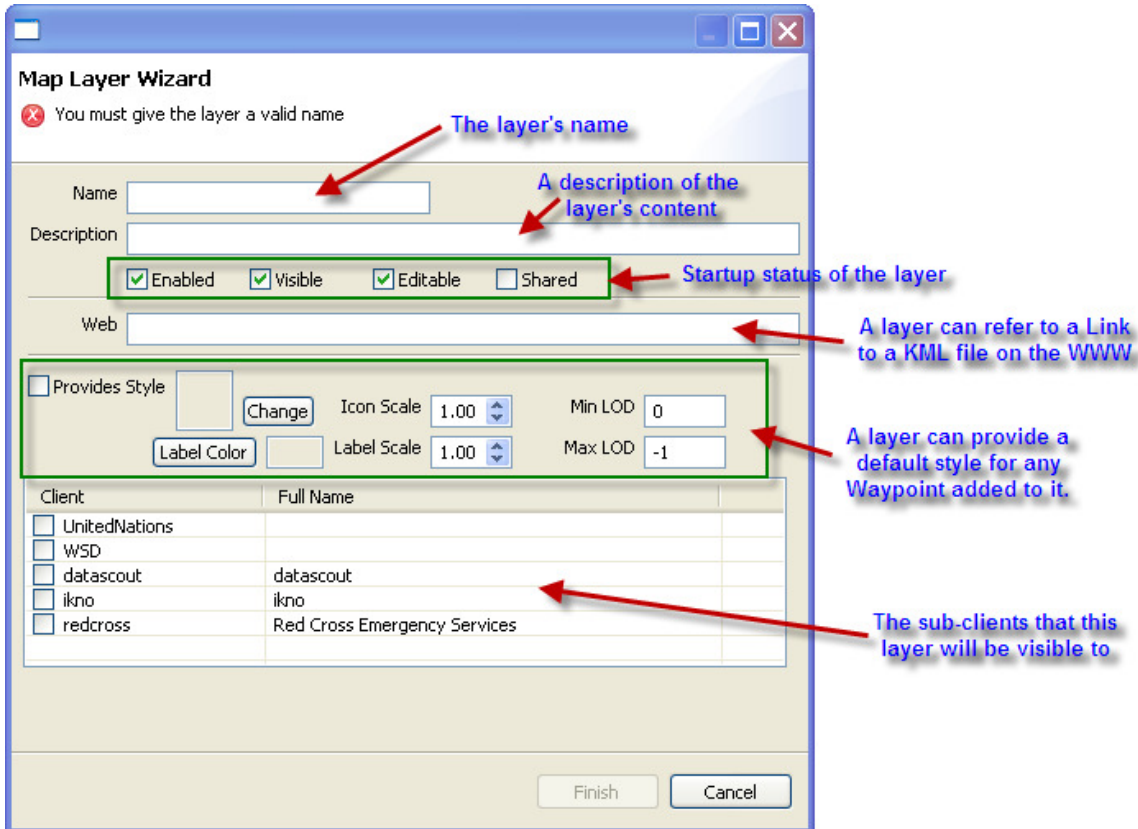 Map Layer Wizard
You must give the layer a valid name
The layer's name
Name
A description of the
layer's content
Description
Enabled Visible Editable Shared
Startup status of the layer
Web
A layer can refer to a Link
to a KML file on the WWW
Provides Style
Change
Icon Scale 1.00
Min LOD 0
Label Color
Label Scale 1.00
Max LOD -1
A layer can provide a
default style for any
Waypoint added to it.
Client Full Name
UnitedNations
WSD
datascout datascout
ikno ikno
redcross Red Cross Emergency Services
The sub-clients that this
layer will be visible to
Finish Cancel